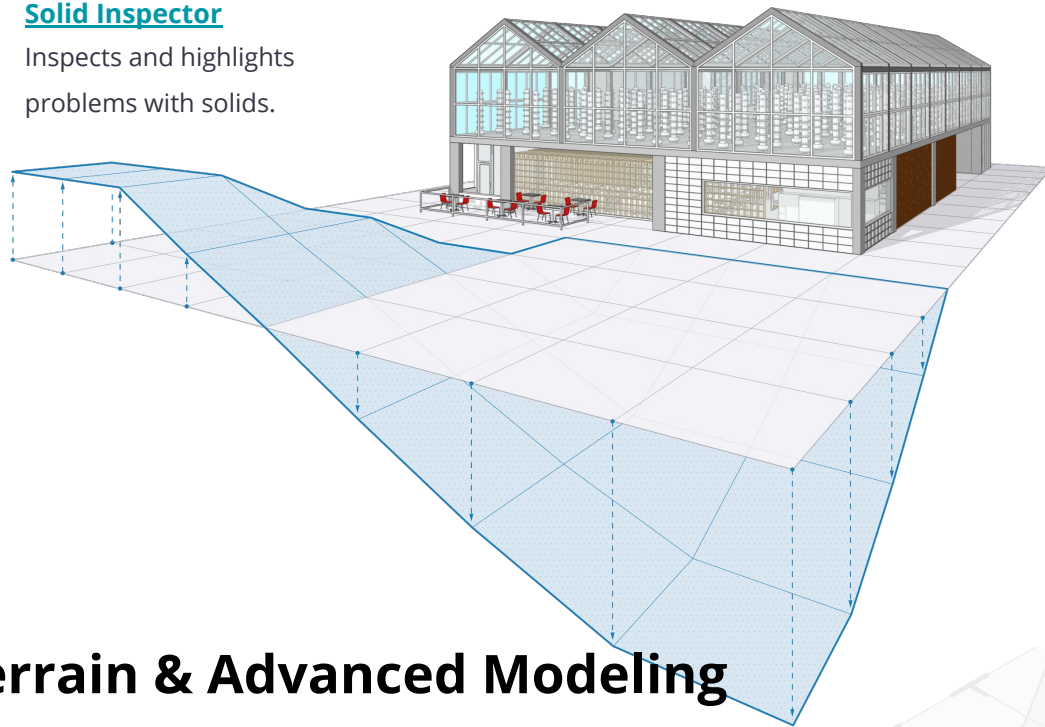 Solid Inspector
Inspects and highlights
problems with solids.
errain & Advanced Modeling